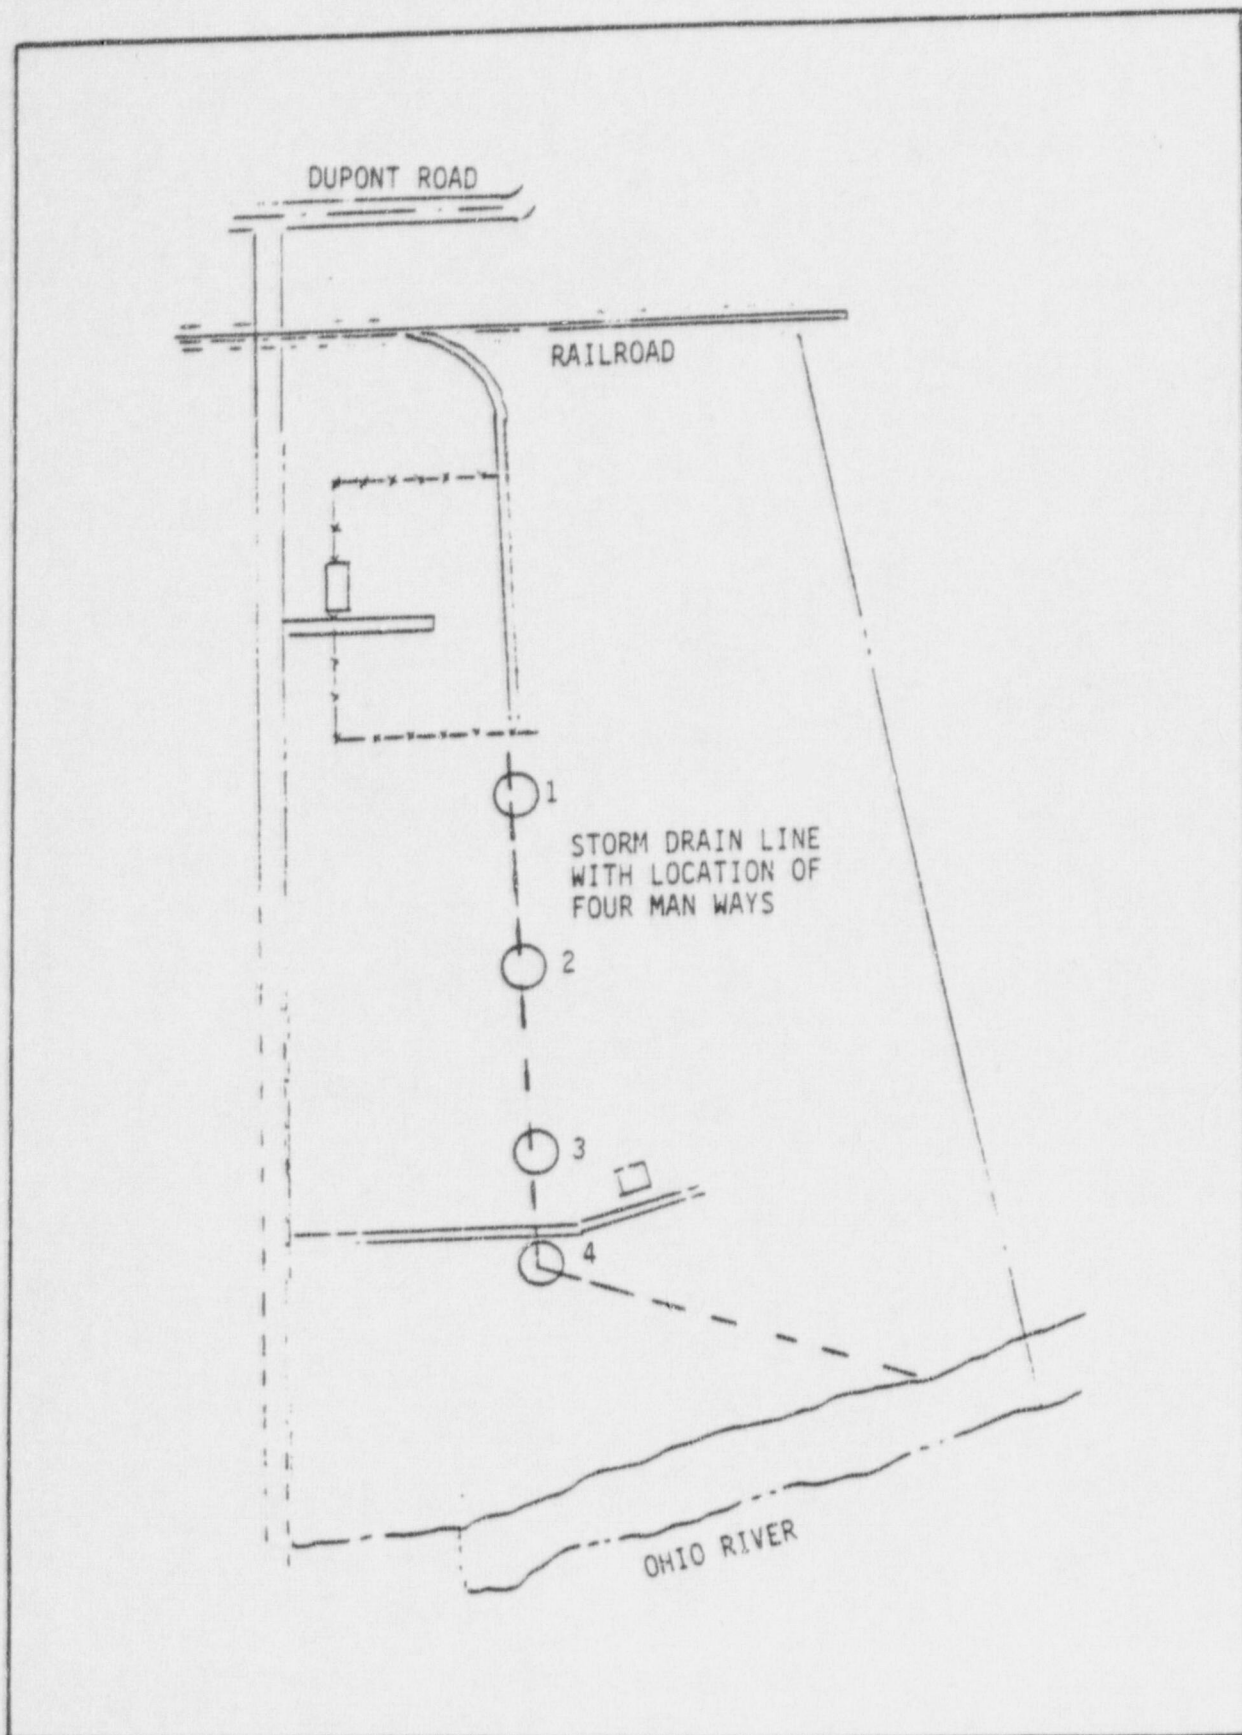 DUPONT ROAD
RAILROAD
1
STORM DRAIN LINE
WITH LOCATION OF
FOUR MAN WAYS
2
3
4
OHIO RIVER